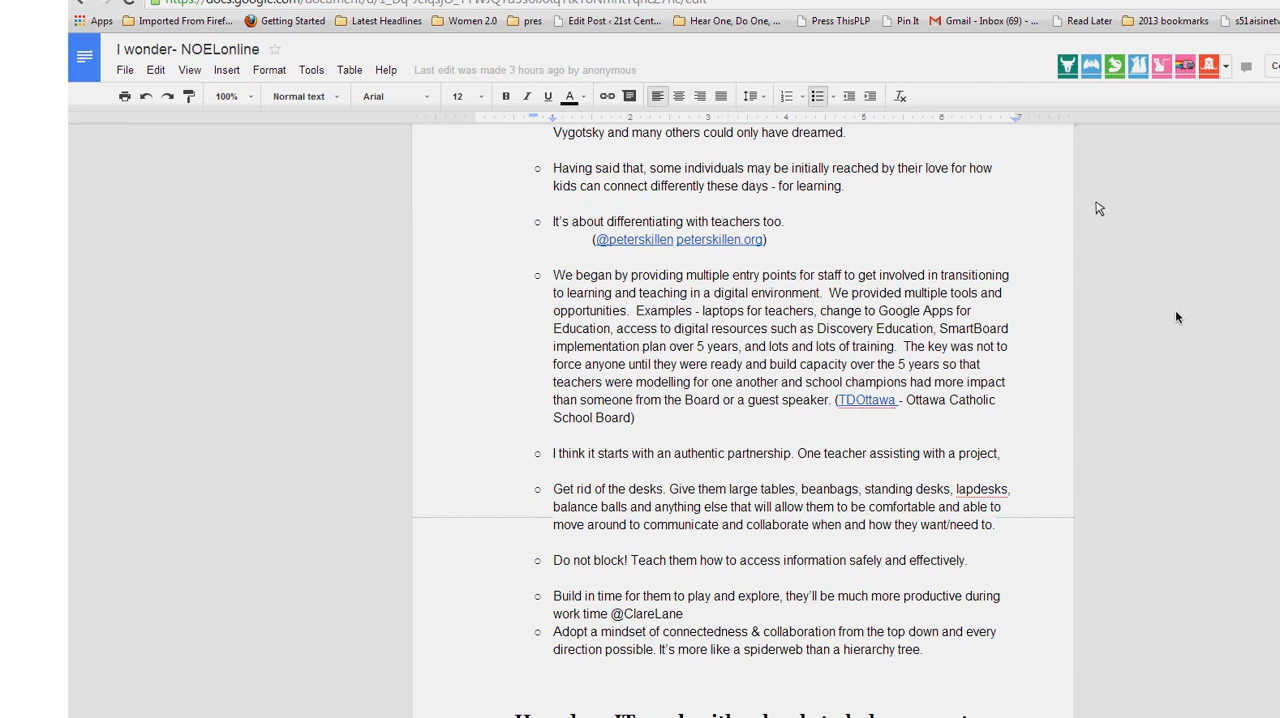 I wonder- NOELonline
File Edit View Insert Format Tools Table Help Last edit was made 3 hours ago by anonymous
Apps Imported From Firef... Getting Started Latest Headlines Women 2.0 pres Edit Post ‹ 21st Cent... Hear One, Do One, ... Press ThisPLP Pin It Gmail - Inbox (69) - ... Read Later 2013 bookmarks s51aisinetv
100% Normal text Arial 12 B I U A
1 2 3 4 5 6 7
Vygotsky and many others could only have dreamed.
○ Having said that, some individuals may be initially reached by their love for how
kids can connect differently these days - for learning.
○ It's about differentiating with teachers too.
(@peterskillen peterskillen.org)
○ We began by providing multiple entry points for staff to get involved in transitioning
to learning and teaching in a digital environment. We provided multiple tools and
opportunities. Examples - laptops for teachers, change to Google Apps for
Education, access to digital resources such as Discovery Education, SmartBoard
implementation plan over 5 years, and lots and lots of training. The key was not to
force anyone until they were ready and build capacity over the 5 years so that
teachers were modelling for one another and school champions had more impact
than someone from the Board or a guest speaker. (TDOttawa - Ottawa Catholic
School Board)
○ I think it starts with an authentic partnership. One teacher assisting with a project,
○ Get rid of the desks. Give them large tables, beanbags, standing desks, lapdesks,
balance balls and anything else that will allow them to be comfortable and able to
move around to communicate and collaborate when and how they want/need to.
○ Do not block! Teach them how to access information safely and effectively.
○ Build in time for them to play and explore, they'll be much more productive during
work time @ClareLane
○ Adopt a mindset of connectedness & collaboration from the top down and every
direction possible. It's more like a spiderweb than a hierarchy tree.